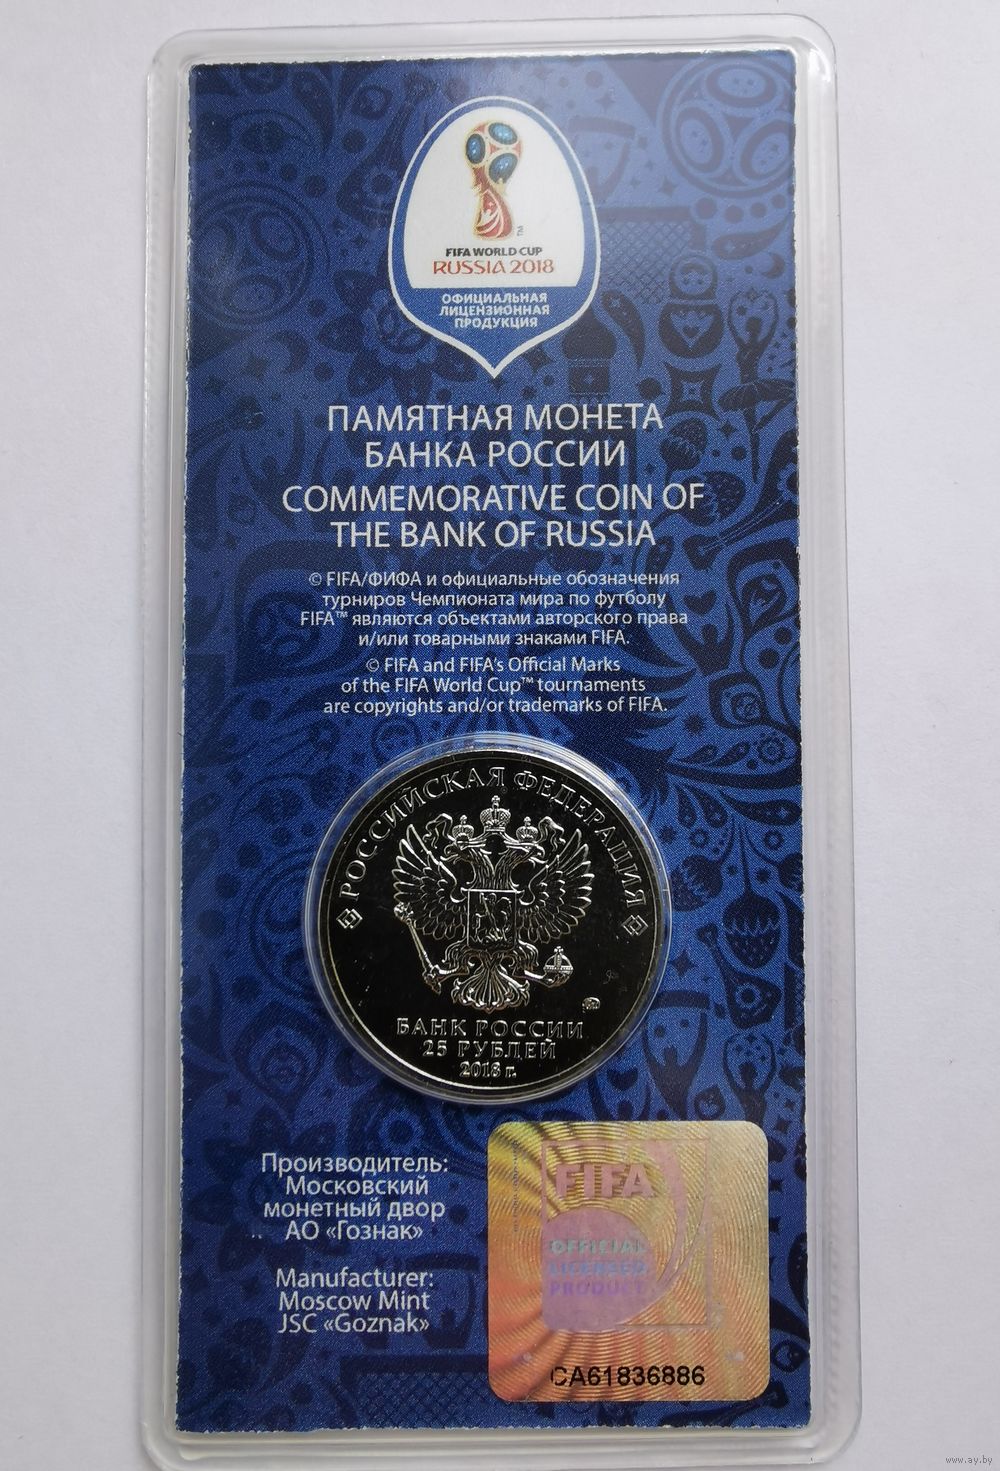 FIFA WORLD CUP
RUSSIA 2018
ОФИЦИАЛЬНАЯ
ЛИЦЕНЗИОННАЯ
ПРОДУКЦИЯ
ПАМЯТНАЯ МОНЕТА
БАНКА РОССИИ
COMMEMORATIVE COIN OF
THE BANK OF RUSSIA
© FIFA/ФИФА и официальные обозначения
турниров Чемпионата мира по футболу
FIFA™ являются объектами авторского права
и/или товарными знаками FIFA.
© FIFA and FIFA's Official Marks
of the FIFA World Cup™ tournaments
are copyrights and/or trademarks of FIFA.
РОССИЙСКАЯ ФЕДЕРАЦИЯ
БАНК РОССИИ
25 РУБЛЕЙ
2018 г.
Производитель:
Московский
монетный двор
АО «Гознак»
Manufacturer:
Moscow Mint
JSC «Goznak»
FIFA
OFFICIAL
LICENSED
PRODUCT
CA61836886
www.ay.by